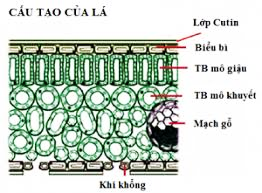 CẤU TẠO CỦA LÁ
Lớp Cutin
Biểu bì
TB mô giậu
TB mô khuyết
Mạch gỗ
Khí khổng